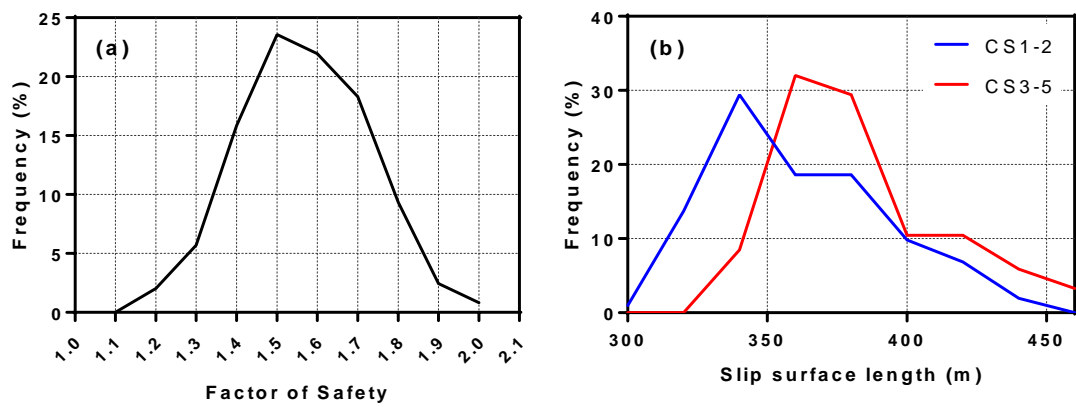 (a)
Frequency (%)
25
20
15
10
5
0
1.0 1.1 1.2 1.3 1.4 1.5 1.6 1.7 1.8 1.9 2.0 2.1
Factor of Safety
(b)
CS1-2
CS3-5
Frequency (%)
40
30
20
10
0
300 350 400 450
Slip surface length (m)